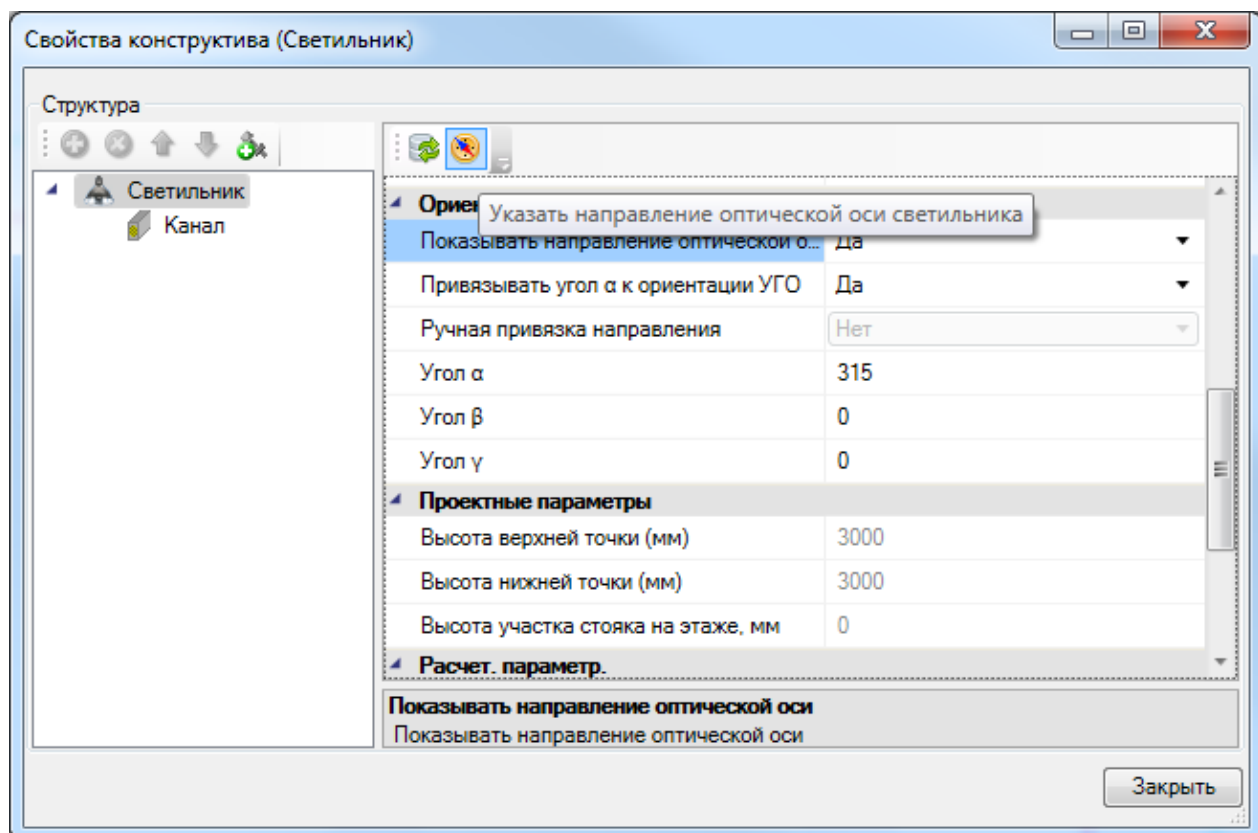 Свойства конструктива (Светильник)
Структура
Светильник
Канал
Указать направление оптической оси светильника
Показывать направление оптической о... Да
Привязывать угол α к ориентации УГО Да
Ручная привязка направления Нет
Угол α 315
Угол β 0
Угол γ 0
Проектные параметры
Высота верхней точки (мм) 3000
Высота нижней точки (мм) 3000
Высота участка стояка на этаже, мм 0
Расчет. параметр.
Показывать направление оптической оси
Показывать направление оптической оси
Закрыть